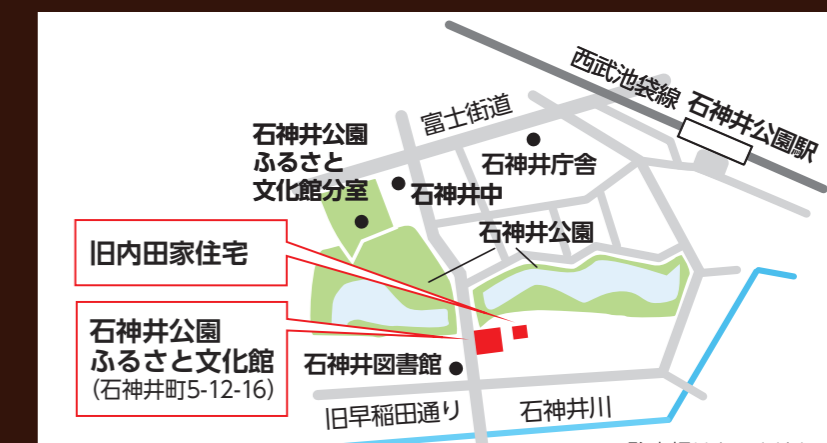 西武池袋線
石神井公園駅
富士街道
石神井公園
ふるさと
文化館分室
石神井庁舎
石神井中
石神井公園
旧内田家住宅
石神井公園
ふるさと文化館
(石神井町5-12-16)
石神井図書館
旧早稲田通り
石神井川